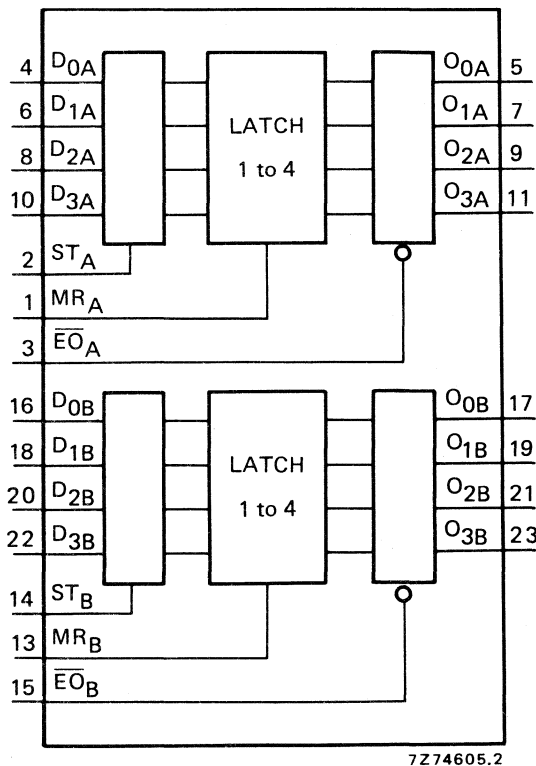 4 D0A O0A 5
6 D1A LATCH O1A 7
8 D2A 1 to 4 O2A 9
10 D3A O3A 11
2 STA
1 MRA
3 E̅O̅A
16 D0B O0B 17
18 D1B LATCH O1B 19
20 D2B 1 to 4 O2B 21
22 D3B O3B 23
14 STB
13 MRB
15 E̅O̅B
7Z74605.2